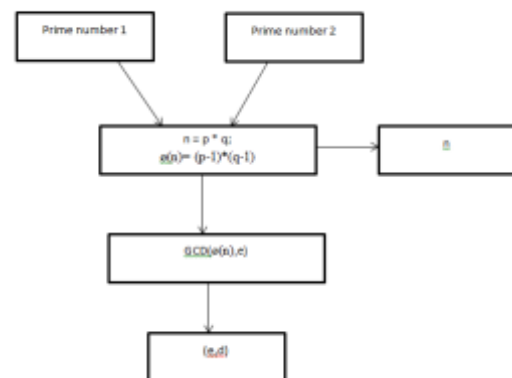 Prime number 1
Prime number 2
n = p * q;
ø(n)= (p-1)*(q-1)
n
GCD(ø(n),e)
(e,d)